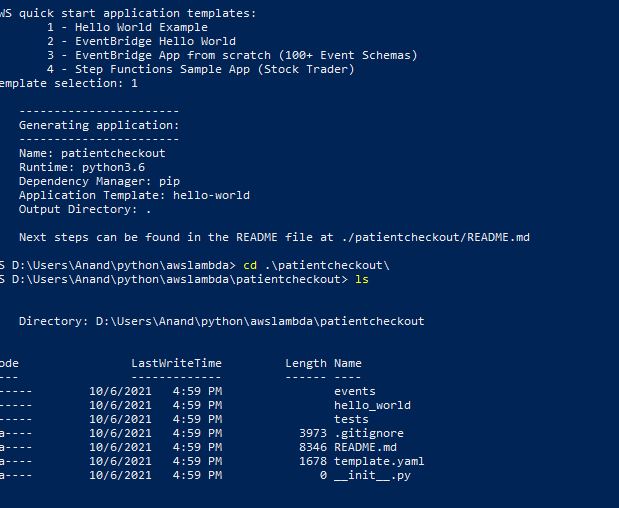 WS quick start application templates:
1 - Hello World Example
2 - EventBridge Hello World
3 - EventBridge App from scratch (100+ Event Schemas)
4 - Step Functions Sample App (Stock Trader)
emplate selection: 1
-----------------------
Generating application:
-----------------------
Name: patientcheckout
Runtime: python3.6
Dependency Manager: pip
Application Template: hello-world
Output Directory: .
Next steps can be found in the README file at ./patientcheckout/README.md
S D:\Users\Anand\python\awslambda> cd .\patientcheckout\
S D:\Users\Anand\python\awslambda\patientcheckout> ls
Directory: D:\Users\Anand\python\awslambda\patientcheckout
ode LastWriteTime Length Name
--- ------------- ------ ----
----- 10/6/2021 4:59 PM events
----- 10/6/2021 4:59 PM hello_world
----- 10/6/2021 4:59 PM tests
a---- 10/6/2021 4:59 PM 3973 .gitignore
a---- 10/6/2021 4:59 PM 8346 README.md
a---- 10/6/2021 4:59 PM 1678 template.yaml
a---- 10/6/2021 4:59 PM 0 __init__.py